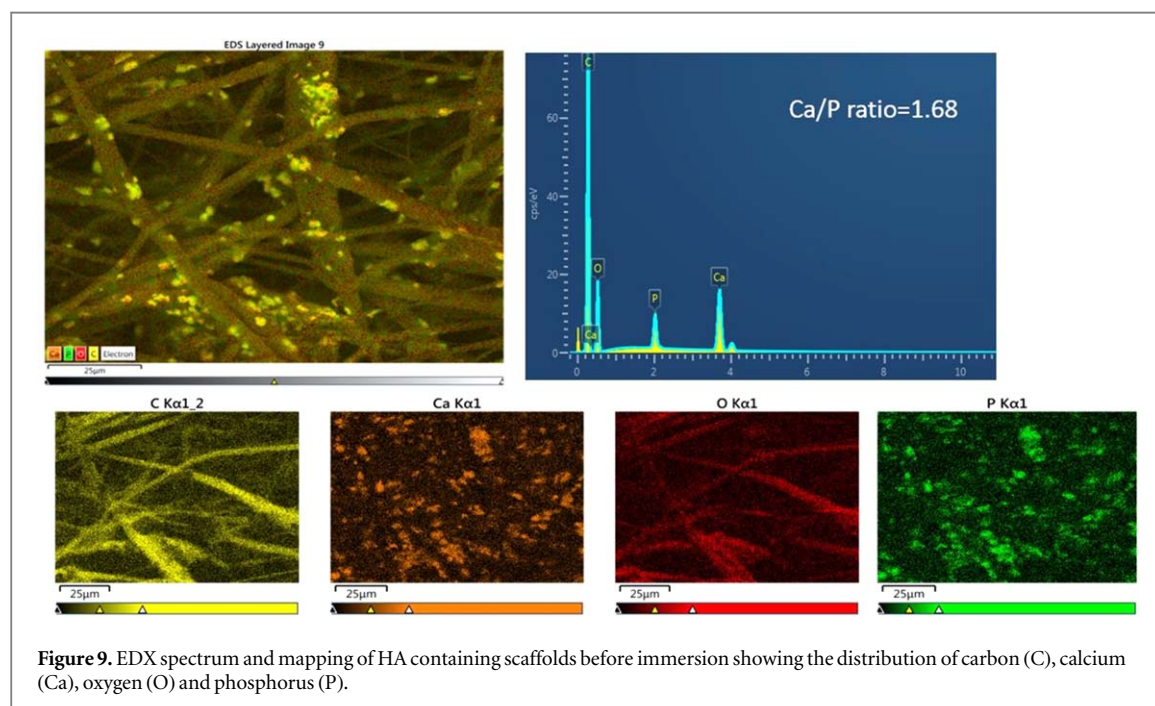 EDS Layered Image 9
Ca P O C Electron
25μm
C
O
Ca
P
Ca
Ca/P ratio=1.68
cps/eV
60
40
20
0
0 2 4 6 8 10
C Kα1_2
Ca Kα1
O Kα1
P Kα1
25μm
25μm
25μm
25μm
Figure 9. EDX spectrum and mapping of HA containing scaffolds before immersion showing the distribution of carbon (C), calcium
(Ca), oxygen (O) and phosphorus (P).